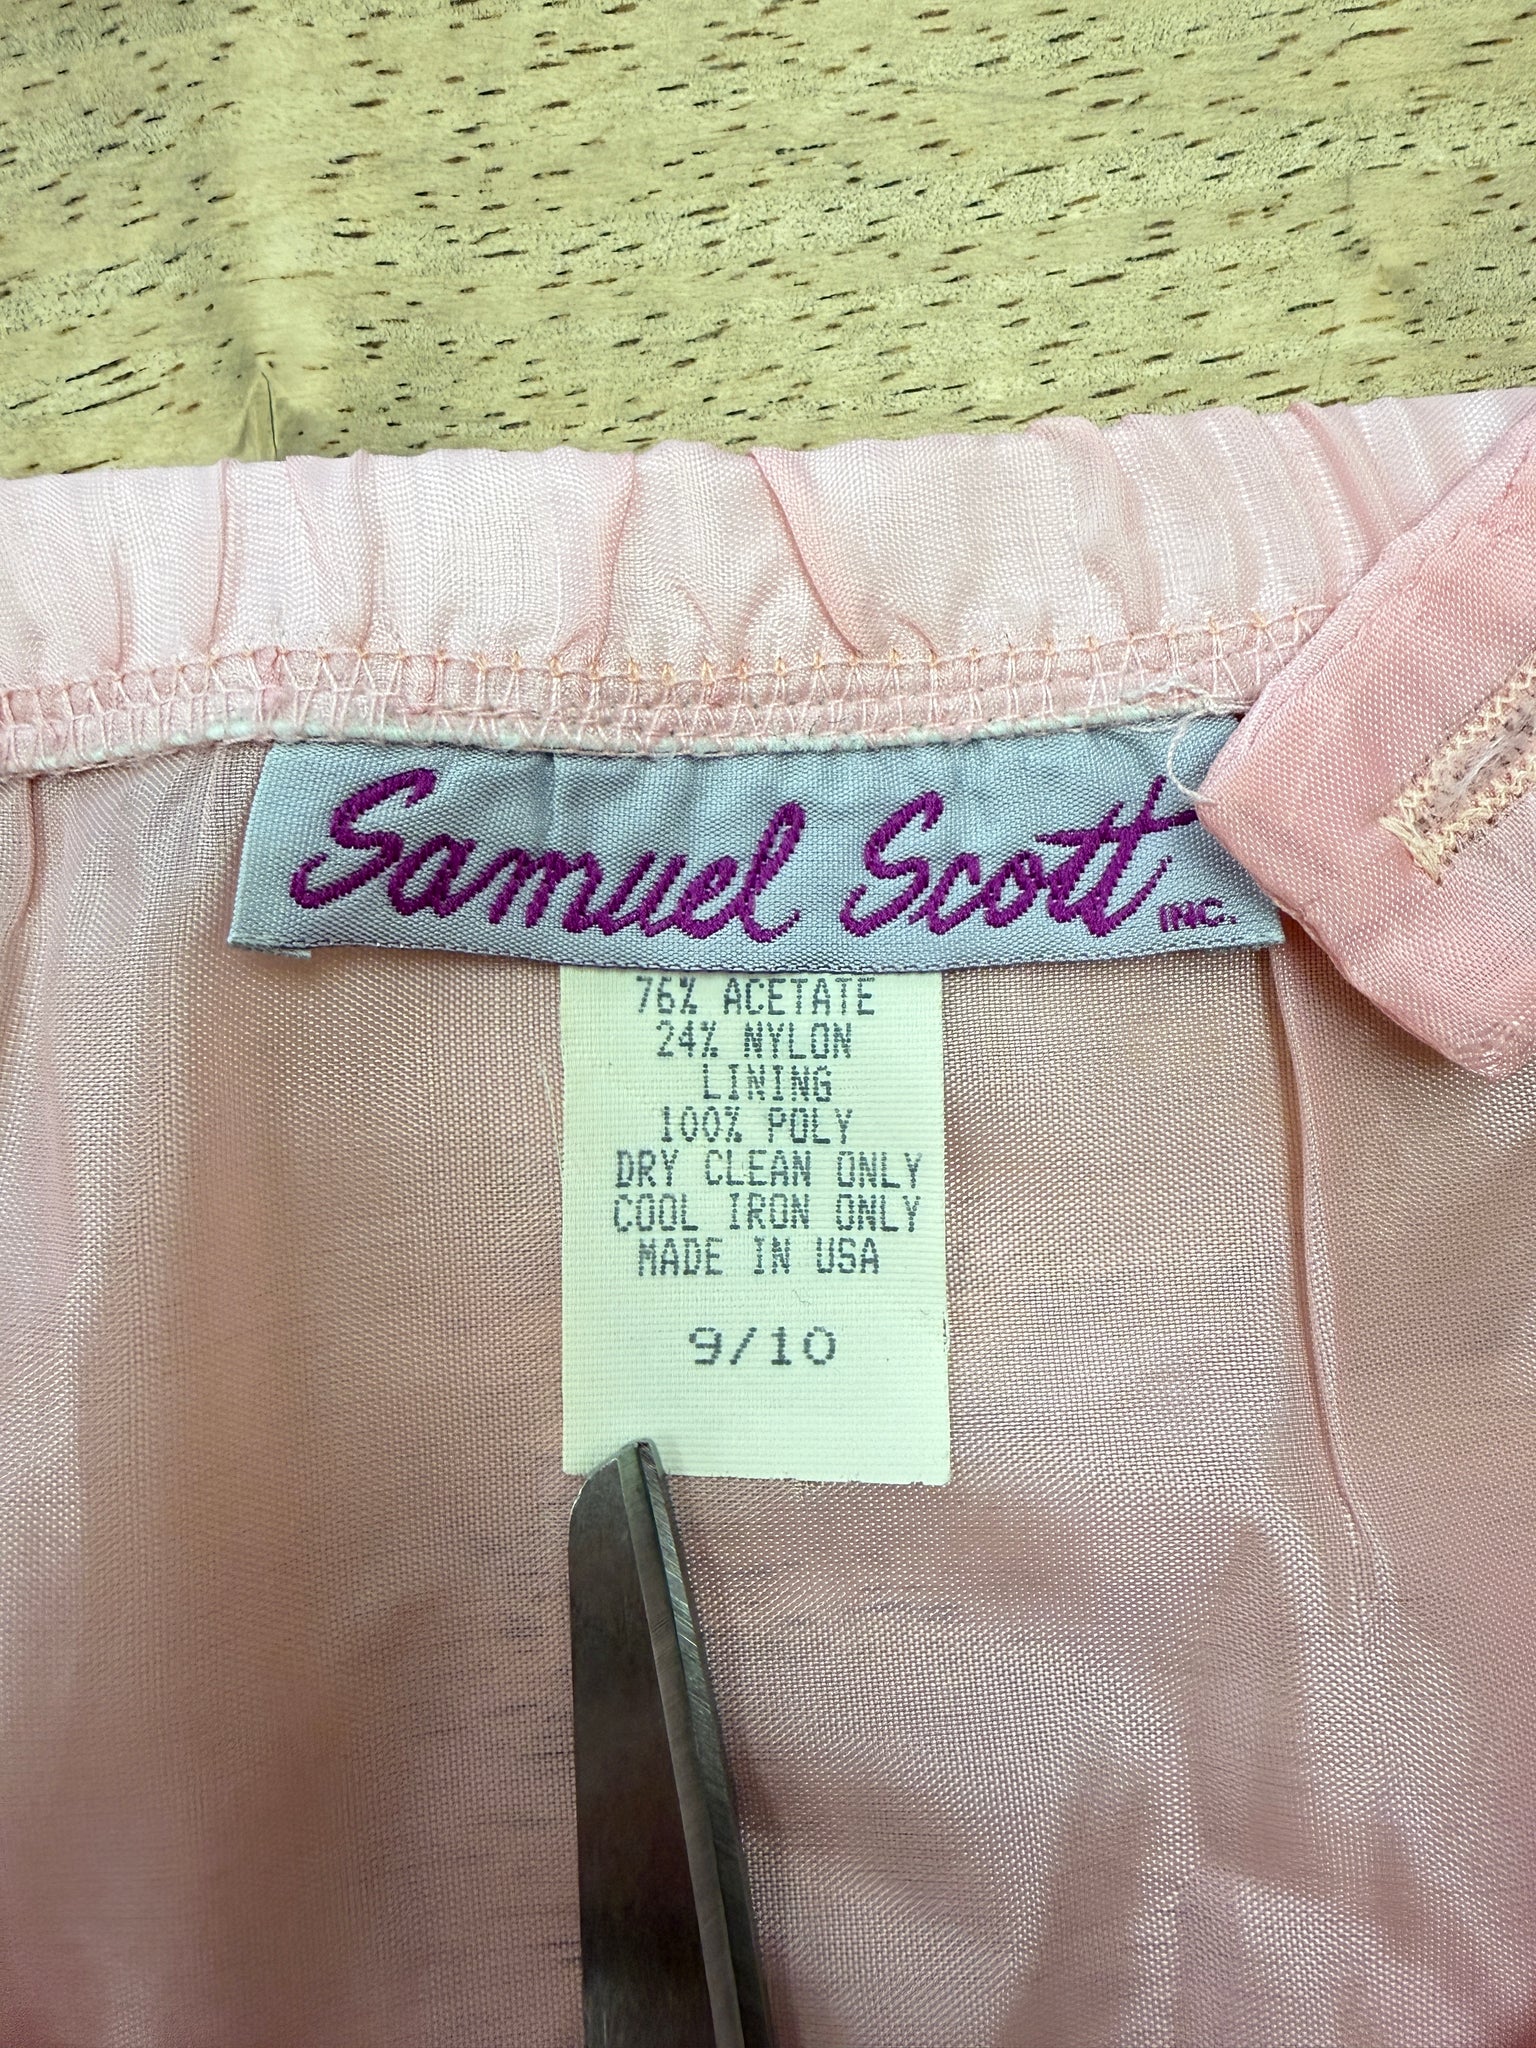 Samuel Scott INC.
76% ACETATE
24% NYLON
LINING
100% POLY
DRY CLEAN ONLY
COOL IRON ONLY
MADE IN USA
9/10